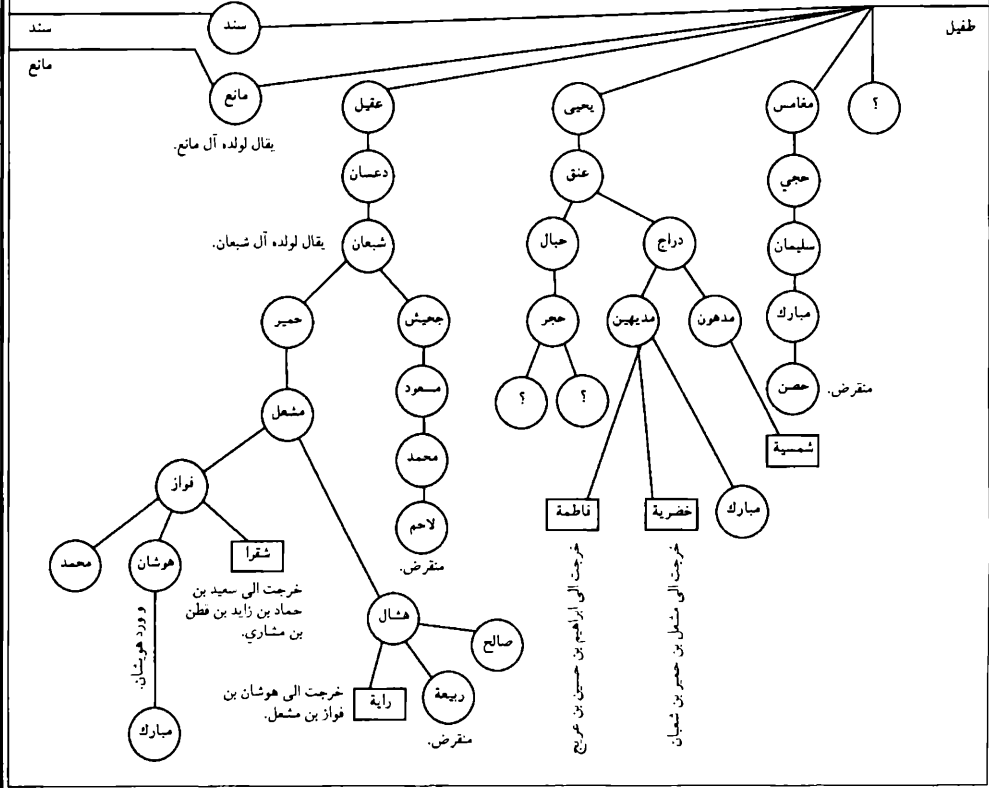 طفيل
سند
سند
مانع
مانع
يقال لولده آل مانع.
عقيل
يحيى
مغامس
؟
دعسان
عنق
حجي
شبعان
يقال لولده آل شبعان.
حبال
دراج
سليمان
حمير
جحيش
حجر
مديهين
مدهون
مبارك
مشعل
مسعود
؟
؟
حصن
منقرض.
شمسية
محمد
فواز
لاحم
منقرض.
فاطمة
خرجت الى ابراهيم بن حسين بن عريج
خضرية
خرجت الى مشعل بن حمير بن شعبان
مبارك
محمد
هوشان
و ورد هويشان.
شقرا
خرجت الى سعيد بن
حماد بن زايد بن فطن
بن مشاري.
هشال
صالح
ربيعة
منقرض.
راية
خرجت الى هوشان بن
فواز بن مشعل.
مبارك